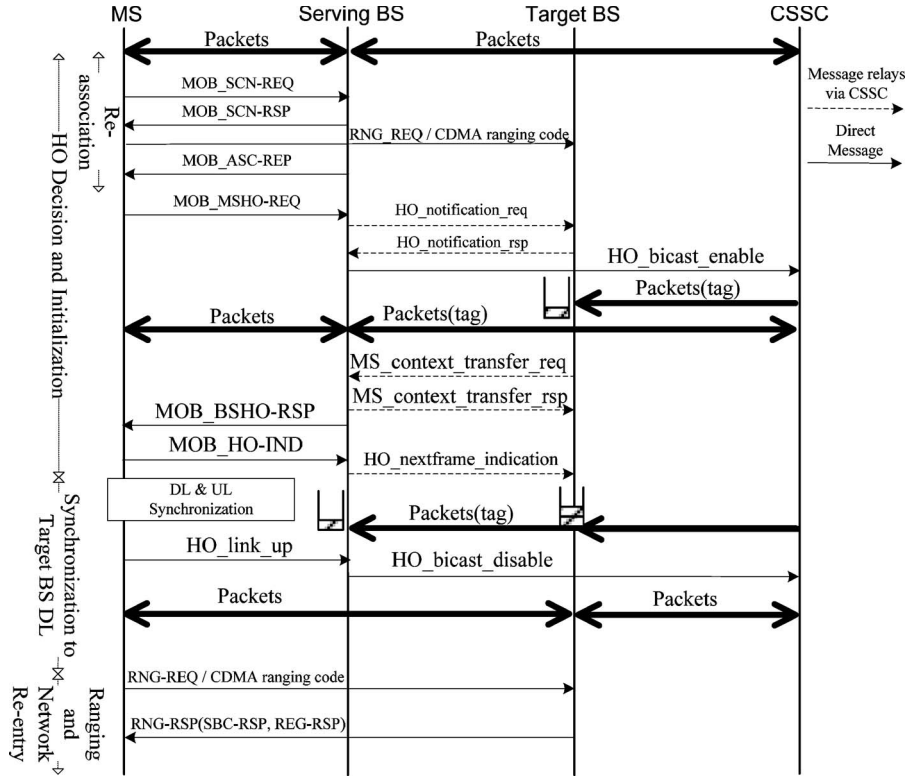 MS
Serving BS
Target BS
CSSC
Packets
Packets
MOB_SCN-REQ
MOB_SCN-RSP
RNG_REQ / CDMA ranging code
MOB_ASC-REP
MOB_MSHO-REQ
HO_notification_req
HO_notification_rsp
HO_bicast_enable
Packets(tag)
Packets
Packets(tag)
MS_context_transfer_req
MS_context_transfer_rsp
MOB_BSHO-RSP
MOB_HO-IND
HO_nextframe_indication
DL & UL
Synchronization
Packets(tag)
HO_link_up
HO_bicast_disable
Packets
Packets
RNG-REQ / CDMA ranging code
RNG-RSP(SBC-RSP, REG-RSP)
Message relays
via CSSC
Direct
Message
Re-
association
HO Decision and Initialization
Synchronization to
Target BS DL
Ranging
and
Network
Re-entry